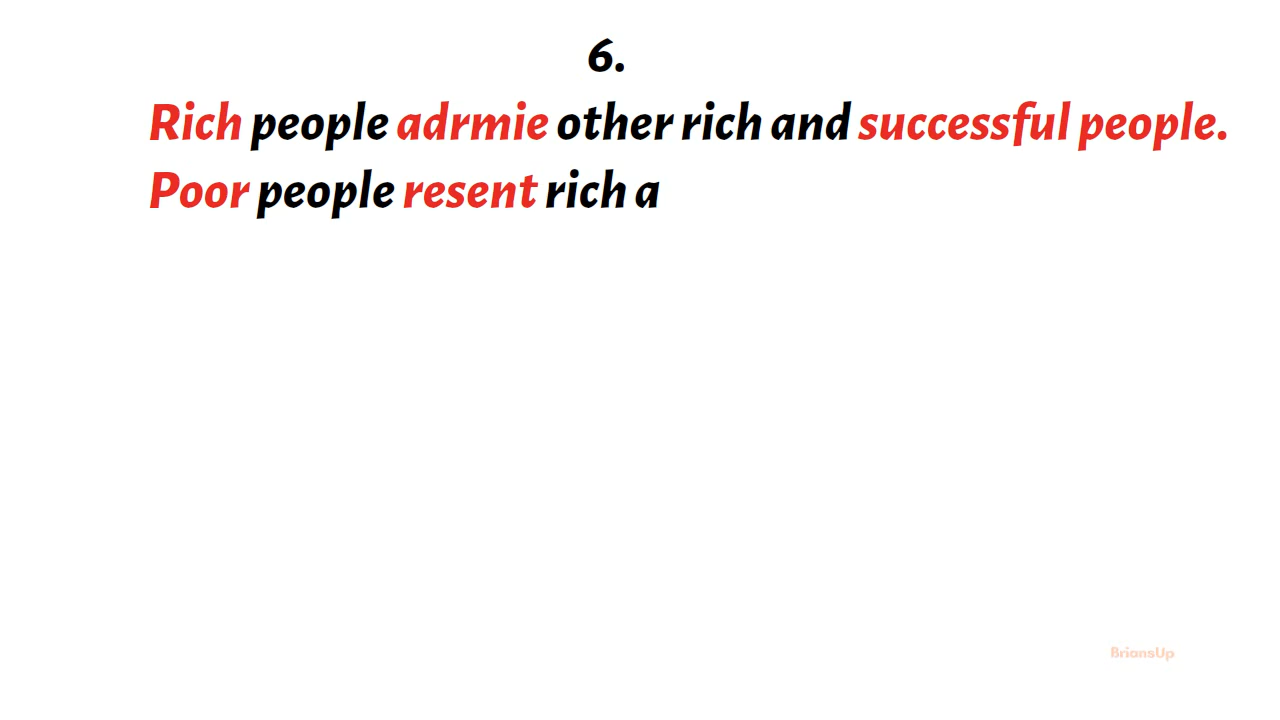 6.
Rich people adrmie other rich and successful people.
Poor people resent rich a
BriansUp